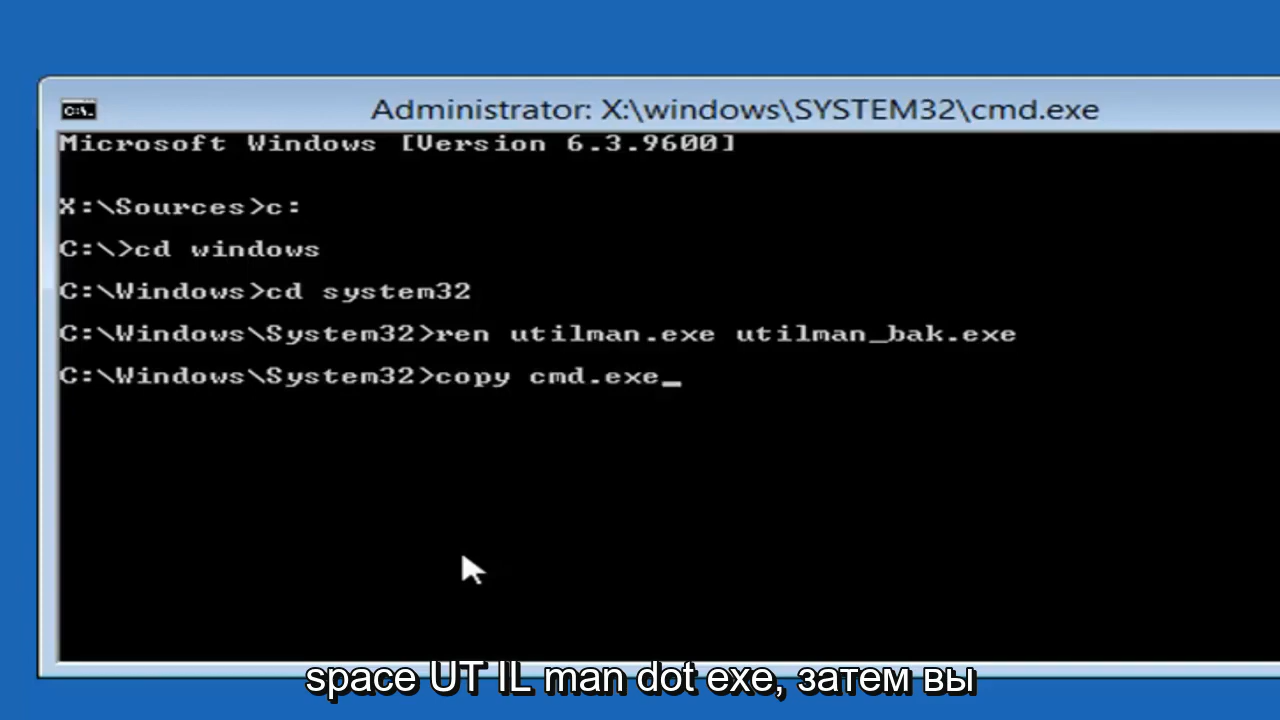 Administrator: X:\windows\SYSTEM32\cmd.exe
Microsoft Windows [Version 6.3.9600]
X:\Sources>c:
C:\>cd windows
C:\Windows>cd system32
C:\Windows\System32>ren utilman.exe utilman_bak.exe
C:\Windows\System32>copy cmd.exe_
space UT IL man dot exe, затем вы